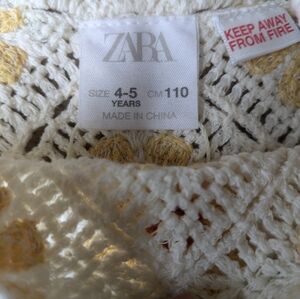 ZARA
SIZE 4-5 CM 110
YEARS
MADE IN CHINA
KEEP AWAY
FROM FIRE